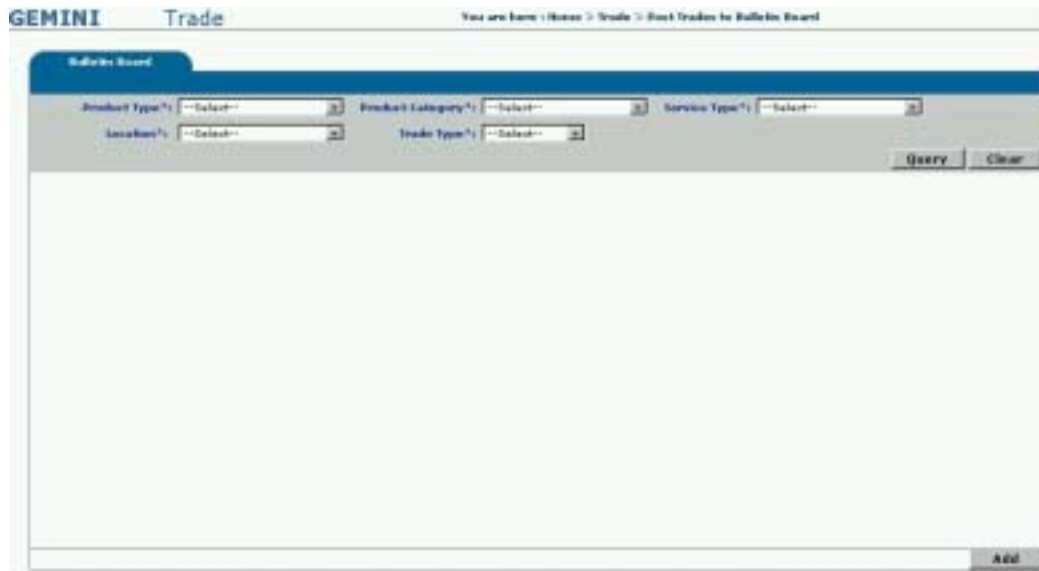 GEMINI Trade You are here : Home > Trade > Post Trades to Bulletin Board
Bulletin Board
Product Type*: --Select-- Product Category*: --Select-- Service Type*: --Select--
Location*: --Select-- Trade Type*: --Select--
Query Clear
Add